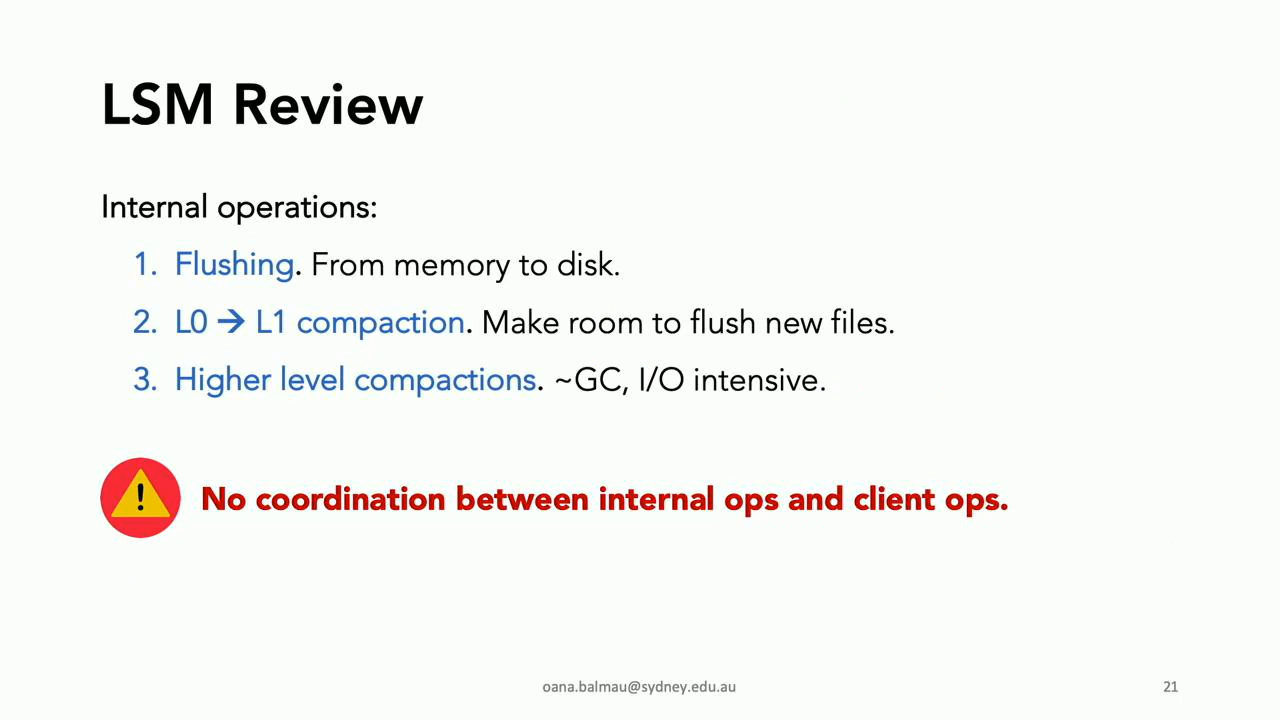 LSM Review
Internal operations:
1. Flushing. From memory to disk.
2. L0 → L1 compaction. Make room to flush new files.
3. Higher level compactions. ~GC, I/O intensive.
! No coordination between internal ops and client ops.
oana.balmau@sydney.edu.au 21